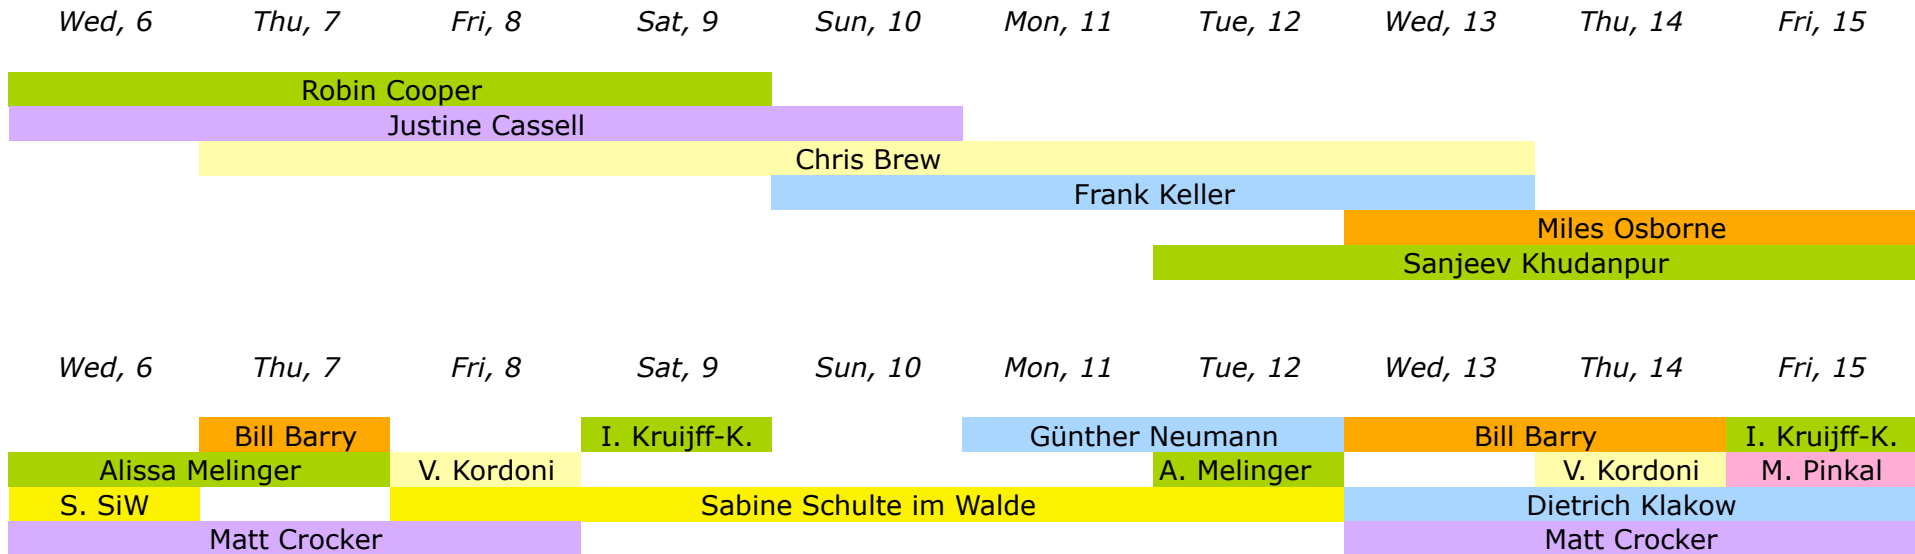 Wed, 6 Thu, 7 Fri, 8 Sat, 9 Sun, 10 Mon, 11 Tue, 12 Wed, 13 Thu, 14 Fri, 15
Robin Cooper
Justine Cassell
Chris Brew
Frank Keller
Miles Osborne
Sanjeev Khudanpur
Wed, 6 Thu, 7 Fri, 8 Sat, 9 Sun, 10 Mon, 11 Tue, 12 Wed, 13 Thu, 14 Fri, 15
Bill Barry I. Kruijff-K. Günther Neumann Bill Barry I. Kruijff-K.
Alissa Melinger V. Kordoni A. Melinger V. Kordoni M. Pinkal
S. SiW Sabine Schulte im Walde Dietrich Klakow
Matt Crocker Matt Crocker